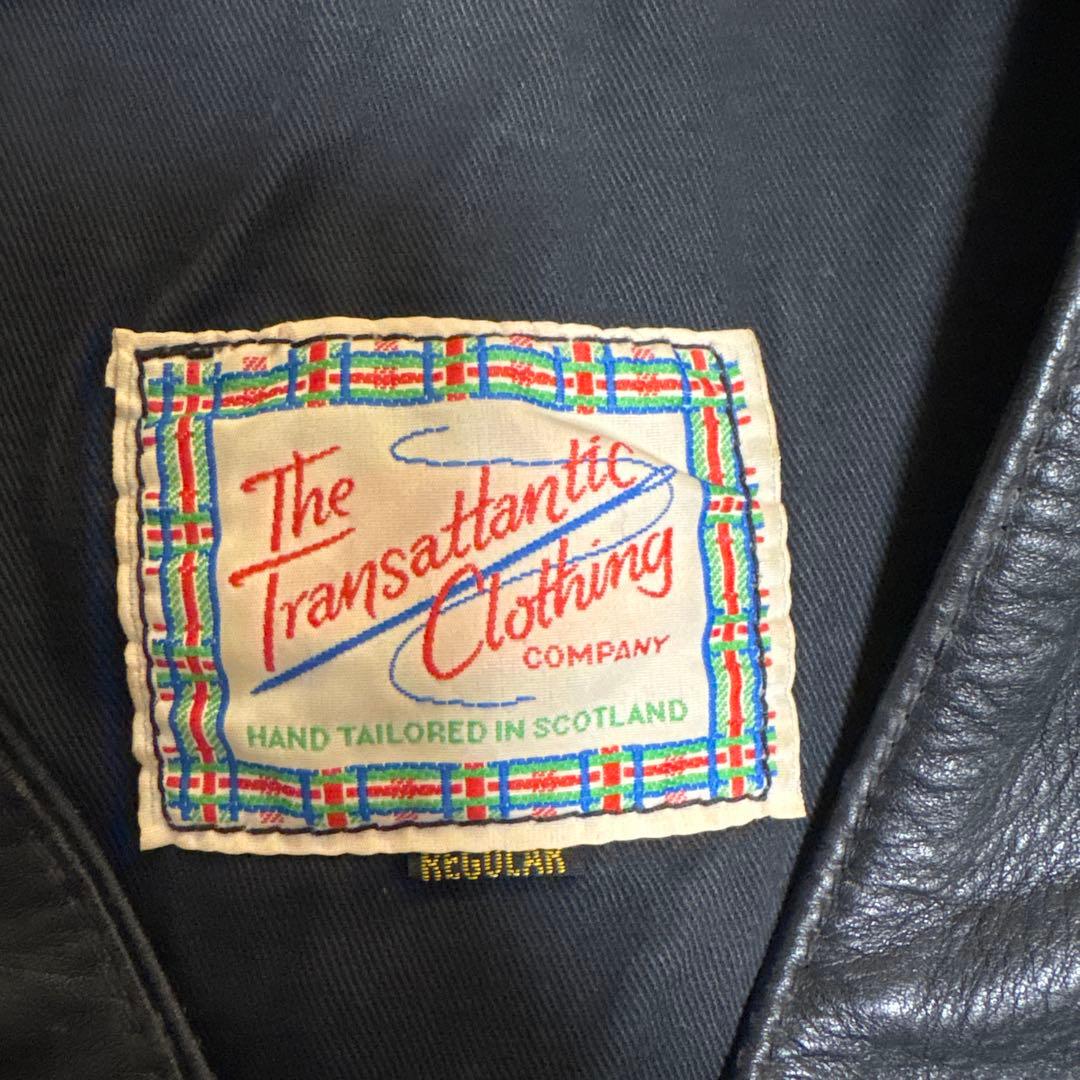 The
Transattantic
Clothing
COMPANY
HAND TAILORED IN SCOTLAND
REGULAR